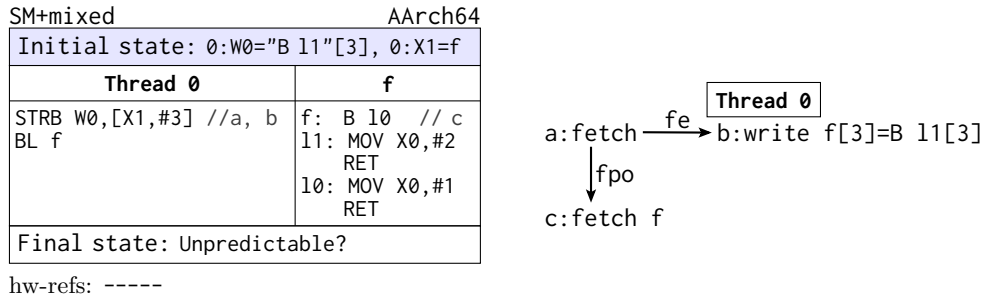 SM+mixed AArch64
Initial state: 0:W0="B l1"[3], 0:X1=f
Thread 0 f
STRB W0,[X1,#3] //a, b f: B l0 // c
BL f l1: MOV X0,#2
RET
l0: MOV X0,#1
RET
Final state: Unpredictable?
hw-refs: -----
Thread 0
a:fetch fe b:write f[3]=B l1[3]
fpo
c:fetch f